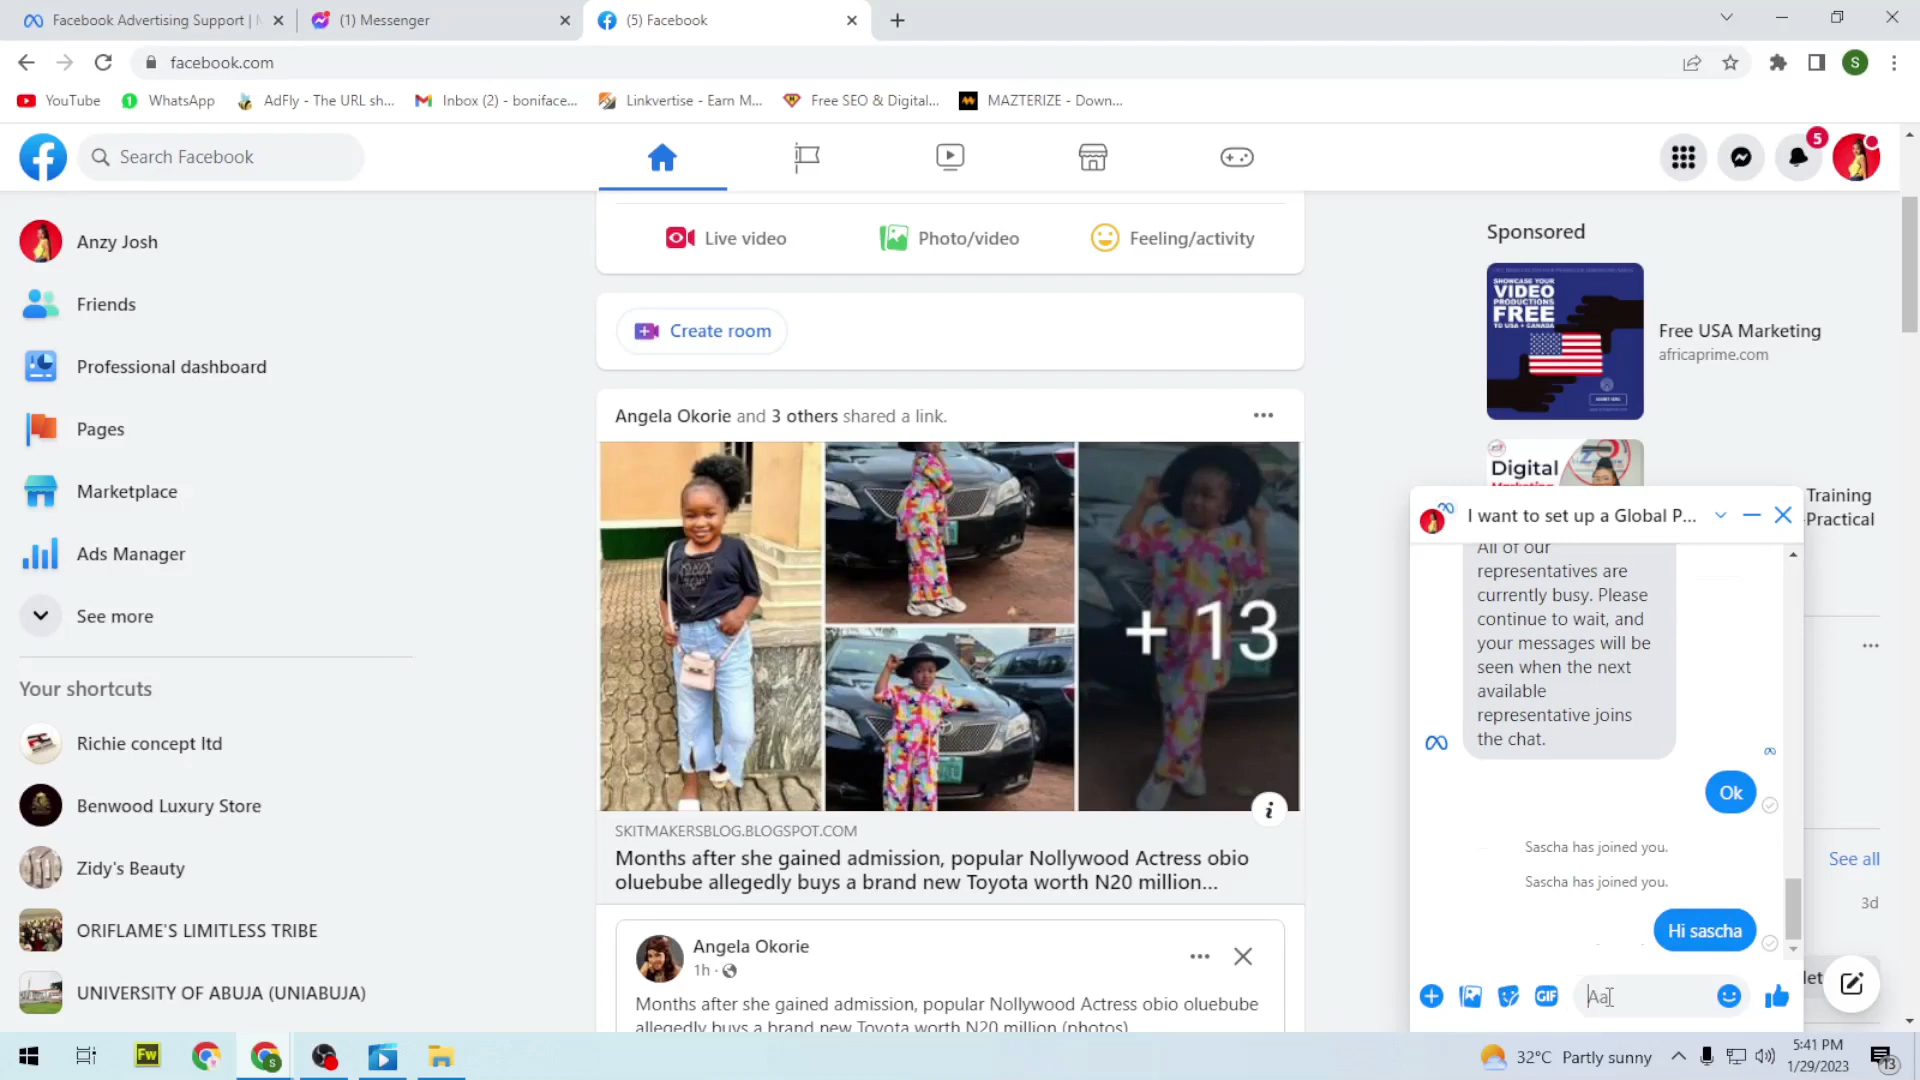 Facebook Advertising Support |
(1) Messenger
(5) Facebook
facebook.com
S
YouTube
WhatsApp
AdFly - The URL sh...
Inbox (2) - boniface...
Linkvertise - Earn M...
Free SEO & Digital...
MAZTERIZE - Down...
Search Facebook
5
Anzy Josh
Friends
Professional dashboard
Pages
Marketplace
Ads Manager
See more
Your shortcuts
Richie concept ltd
Benwood Luxury Store
Zidy's Beauty
ORIFLAME'S LIMITLESS TRIBE
UNIVERSITY OF ABUJA (UNIABUJA)
Live video
Photo/video
Feeling/activity
Create room
Angela Okorie and 3 others shared a link.
+ 13
SKITMAKERSBLOG.BLOGSPOT.COM
Months after she gained admission, popular Nollywood Actress obio
oluebube allegedly buys a brand new Toyota worth N20 million...
Angela Okorie
1h ·
Months after she gained admission, popular Nollywood Actress obio oluebube
allegedly buys a brand new Toyota worth N20 million (photos)
Sponsored
SHOWCASE YOUR
VIDEO
PRODUCTIONS
FREE
TO USA + CANADA
Free USA Marketing
africaprime.com
Digital
Training
-Practical
See all
3d
I want to set up a Global P...
All of our
representatives are
currently busy. Please
continue to wait, and
your messages will be
seen when the next
available
representative joins
the chat.
Ok
Sascha has joined you.
Sascha has joined you.
Hi sascha
GIF
Aa
Fw
S
32°C Partly sunny
5:41 PM
1/29/2023
13